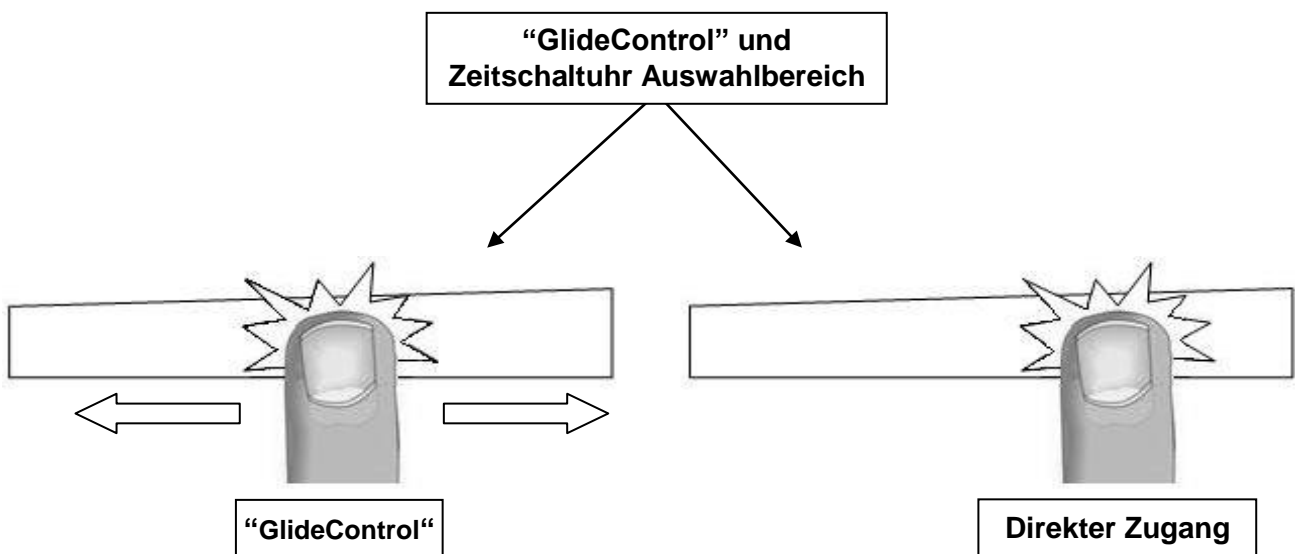 “GlideControl” und
Zeitschaltuhr Auswahlbereich
“GlideControl“
Direkter Zugang